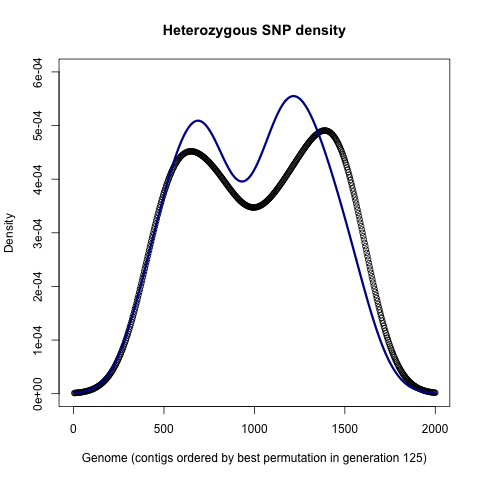 Heterozygous SNP density
Density
6e-04
5e-04
4e-04
3e-04
2e-04
1e-04
0e+00
0 500 1000 1500 2000
Genome (contigs ordered by best permutation in generation 125)